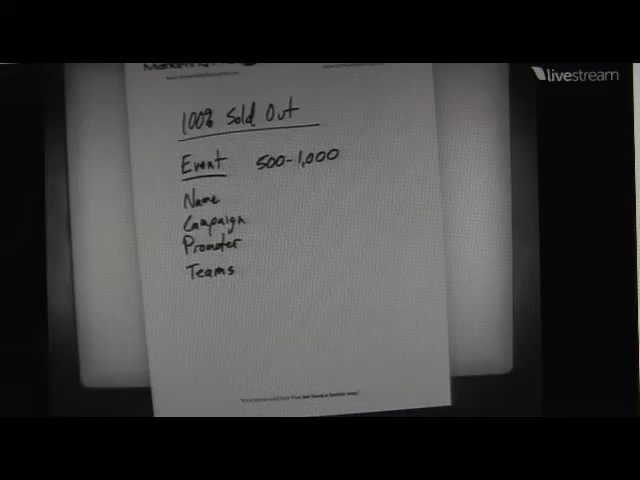 livestream
100% Sold Out
Event 500-1,000
Name
Campaign
Promoter
Teams